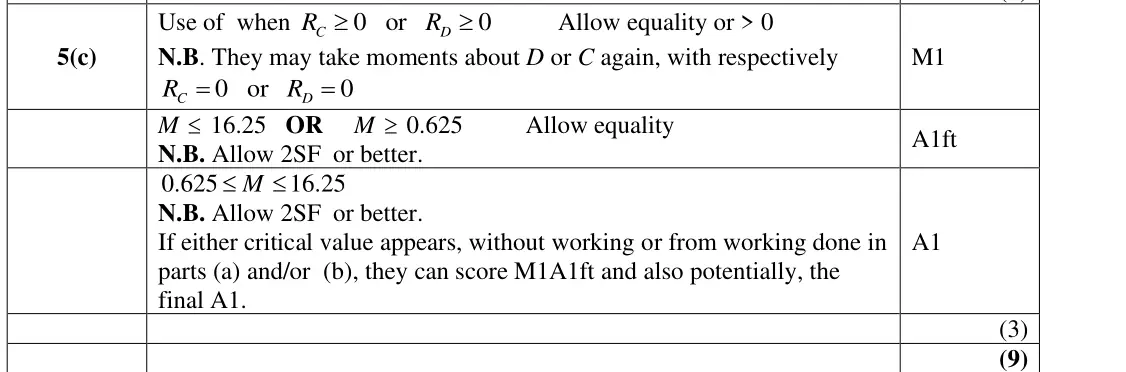 Use of  when R_C ≥ 0  or  R_D ≥ 0          Allow equality or > 0
5(c)
N.B. They may take moments about D or C again, with respectively
M1
R_C = 0  or  R_D = 0
M ≤ 16.25  OR  M ≥ 0.625          Allow equality
A1ft
N.B. Allow 2SF  or better.
0.625 ≤ M ≤ 16.25
N.B. Allow 2SF  or better.
If either critical value appears, without working or from working done in
A1
parts (a) and/or  (b), they can score M1A1ft and also potentially, the
final A1.
(3)
(9)